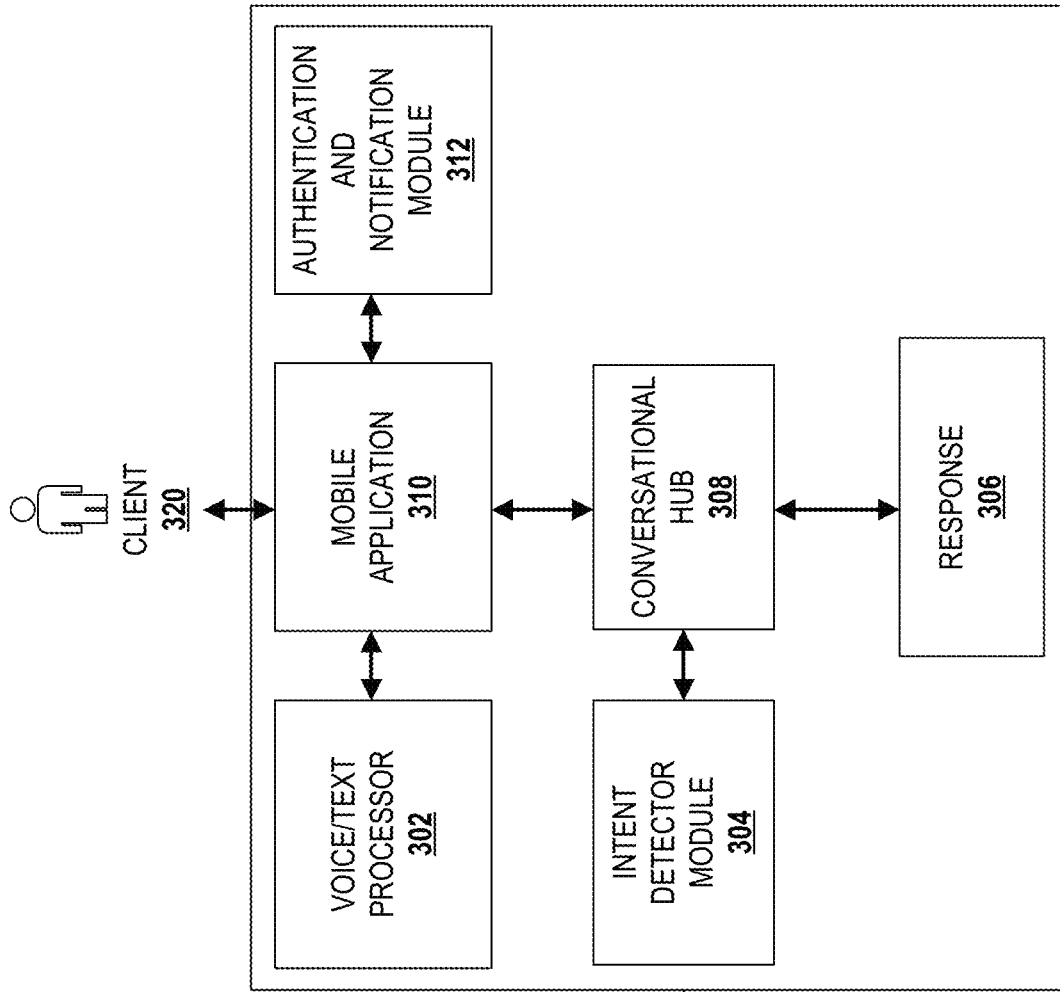 CLIENT
320
VOICE/TEXT
PROCESSOR
302
MOBILE
APPLICATION
310
AUTHENTICATION
AND
NOTIFICATION
MODULE
312
INTENT
DETECTOR
MODULE
304
CONVERSATIONAL
HUB
308
RESPONSE
306